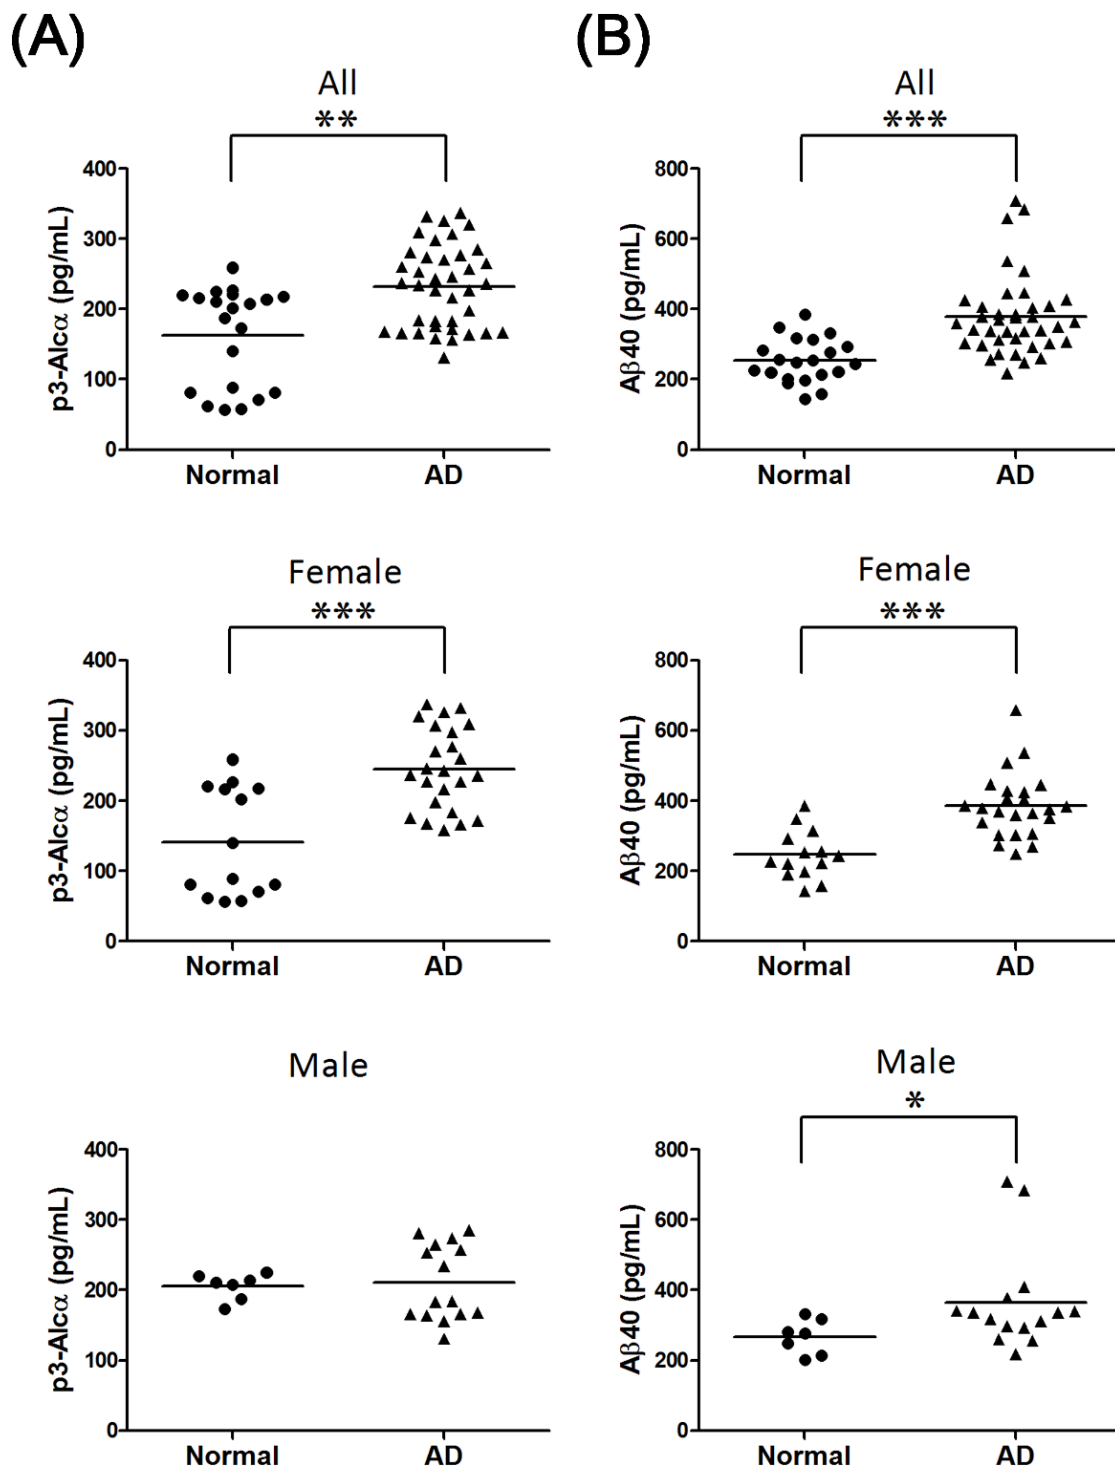 (A)
All
**
p3-Alcα (pg/mL)
400
300
200
100
0
Normal AD
Female
***
p3-Alcα (pg/mL)
400
300
200
100
0
Normal AD
Male
p3-Alcα (pg/mL)
400
300
200
100
0
Normal AD
(B)
All
***
Aβ40 (pg/mL)
800
600
400
200
0
Normal AD
Female
***
Aβ40 (pg/mL)
800
600
400
200
0
Normal AD
Male
*
Aβ40 (pg/mL)
800
600
400
200
0
Normal AD